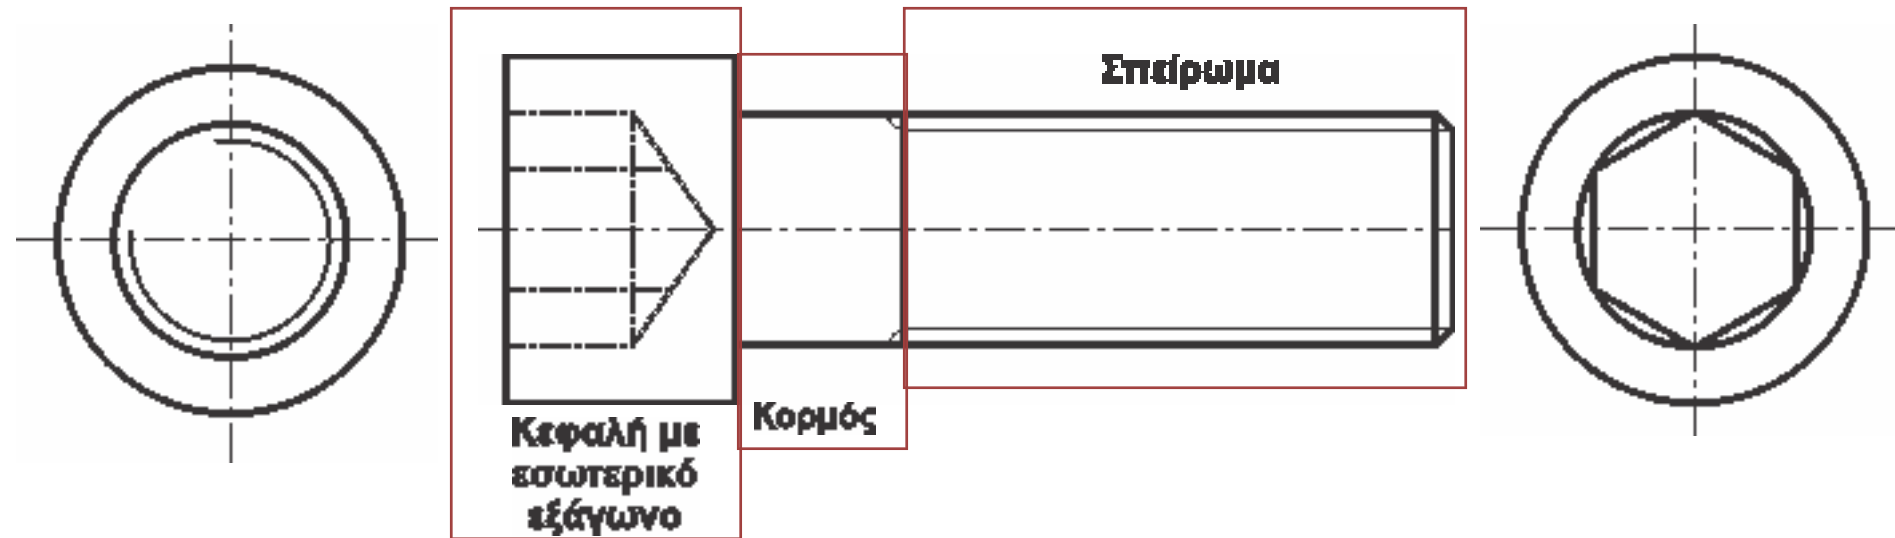 Σπείρωμα
Κορμός
Κεφαλή με
εσωτερικό
εξάγωνο